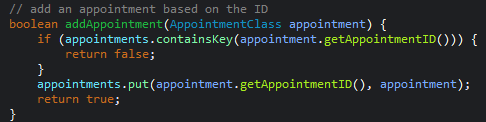 // add an appointment based on the ID
boolean addAppointment(AppointmentClass appointment) {
    if (appointments.containsKey(appointment.getAppointmentID())) {
        return false;
    }
    appointments.put(appointment.getAppointmentID(), appointment);
    return true;
}